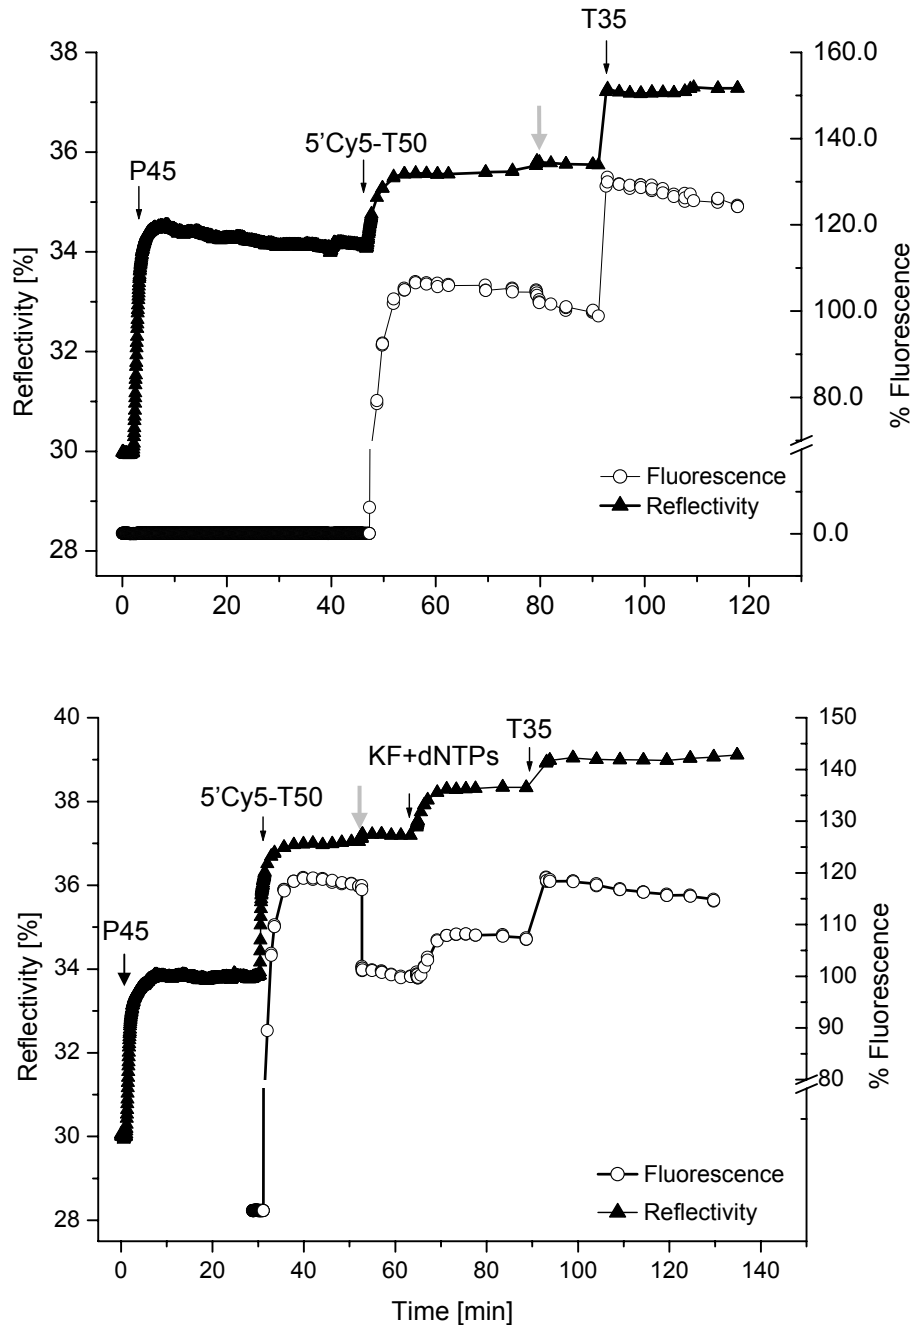 T35
38
160.0
5'Cy5-T50
140.0
36
P45
120.0
34
Reflectivity [%]
100.0
% Fluorescence
32
80.0
30
Fluorescence
Reflectivity
0.0
28
0 20 40 60 80 100 120
40
150
T35
KF+dNTPs
140
38
5'Cy5-T50
130
36
120
P45
110
34
Reflectivity [%]
100
% Fluorescence
32
90
80
30
Fluorescence
Reflectivity
28
0 20 40 60 80 100 120 140
Time [min]